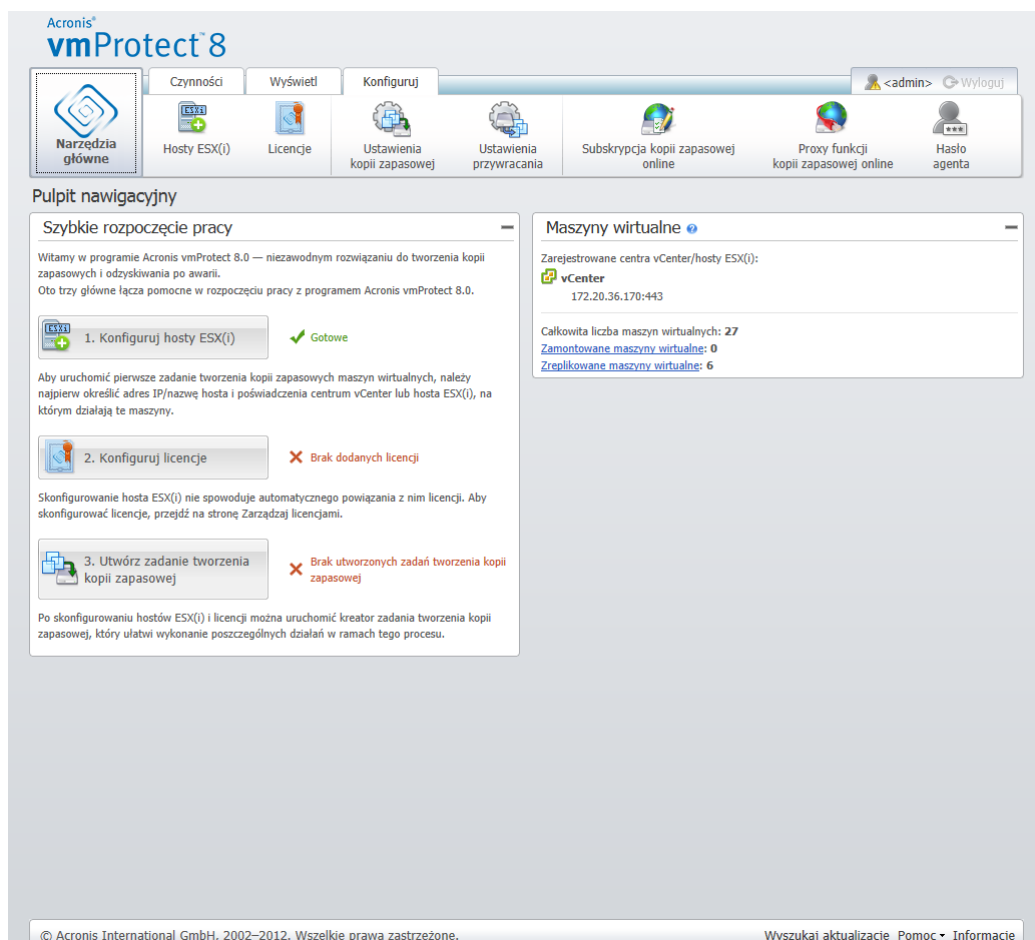 Acronis®
vmProtect™8
Czynności
Wyświetl
Konfiguruj
<admin>
Wyloguj
Narzędzia
główne
Hosty ESX(i)
Licencje
Ustawienia
kopii zapasowej
Ustawienia
przywracania
Subskrypcja kopii zapasowej
online
Proxy funkcji
kopii zapasowej online
Hasło
agenta
Pulpit nawigacyjny
Szybkie rozpoczęcie pracy
Witamy w programie Acronis vmProtect 8.0 — niezawodnym rozwiązaniu do tworzenia kopii
zapasowych i odzyskiwania po awarii.
Oto trzy główne łącza pomocne w rozpoczęciu pracy z programem Acronis vmProtect 8.0.
1. Konfiguruj hosty ESX(i)
Gotowe
Aby uruchomić pierwsze zadanie tworzenia kopii zapasowych maszyn wirtualnych, należy
najpierw określić adres IP/nazwę hosta i poświadczenia centrum vCenter lub hosta ESX(i), na
którym działają te maszyny.
2. Konfiguruj licencje
Brak dodanych licencji
Skonfigurowanie hosta ESX(i) nie spowoduje automatycznego powiązania z nim licencji. Aby
skonfigurować licencje, przejdź na stronę Zarządzaj licencjami.
3. Utwórz zadanie tworzenia
kopii zapasowej
Brak utworzonych zadań tworzenia kopii
zapasowej
Po skonfigurowaniu hostów ESX(i) i licencji można uruchomić kreator zadania tworzenia kopii
zapasowej, który ułatwi wykonanie poszczególnych działań w ramach tego procesu.
Maszyny wirtualne
Zarejestrowane centra vCenter/hosty ESX(i):
vCenter
172.20.36.170:443
Całkowita liczba maszyn wirtualnych: 27
Zamontowane maszyny wirtualne: 0
Zreplikowane maszyny wirtualne: 6
© Acronis International GmbH, 2002–2012. Wszelkie prawa zastrzeżone.
Wyszukaj aktualizacje Pomoc Informacje